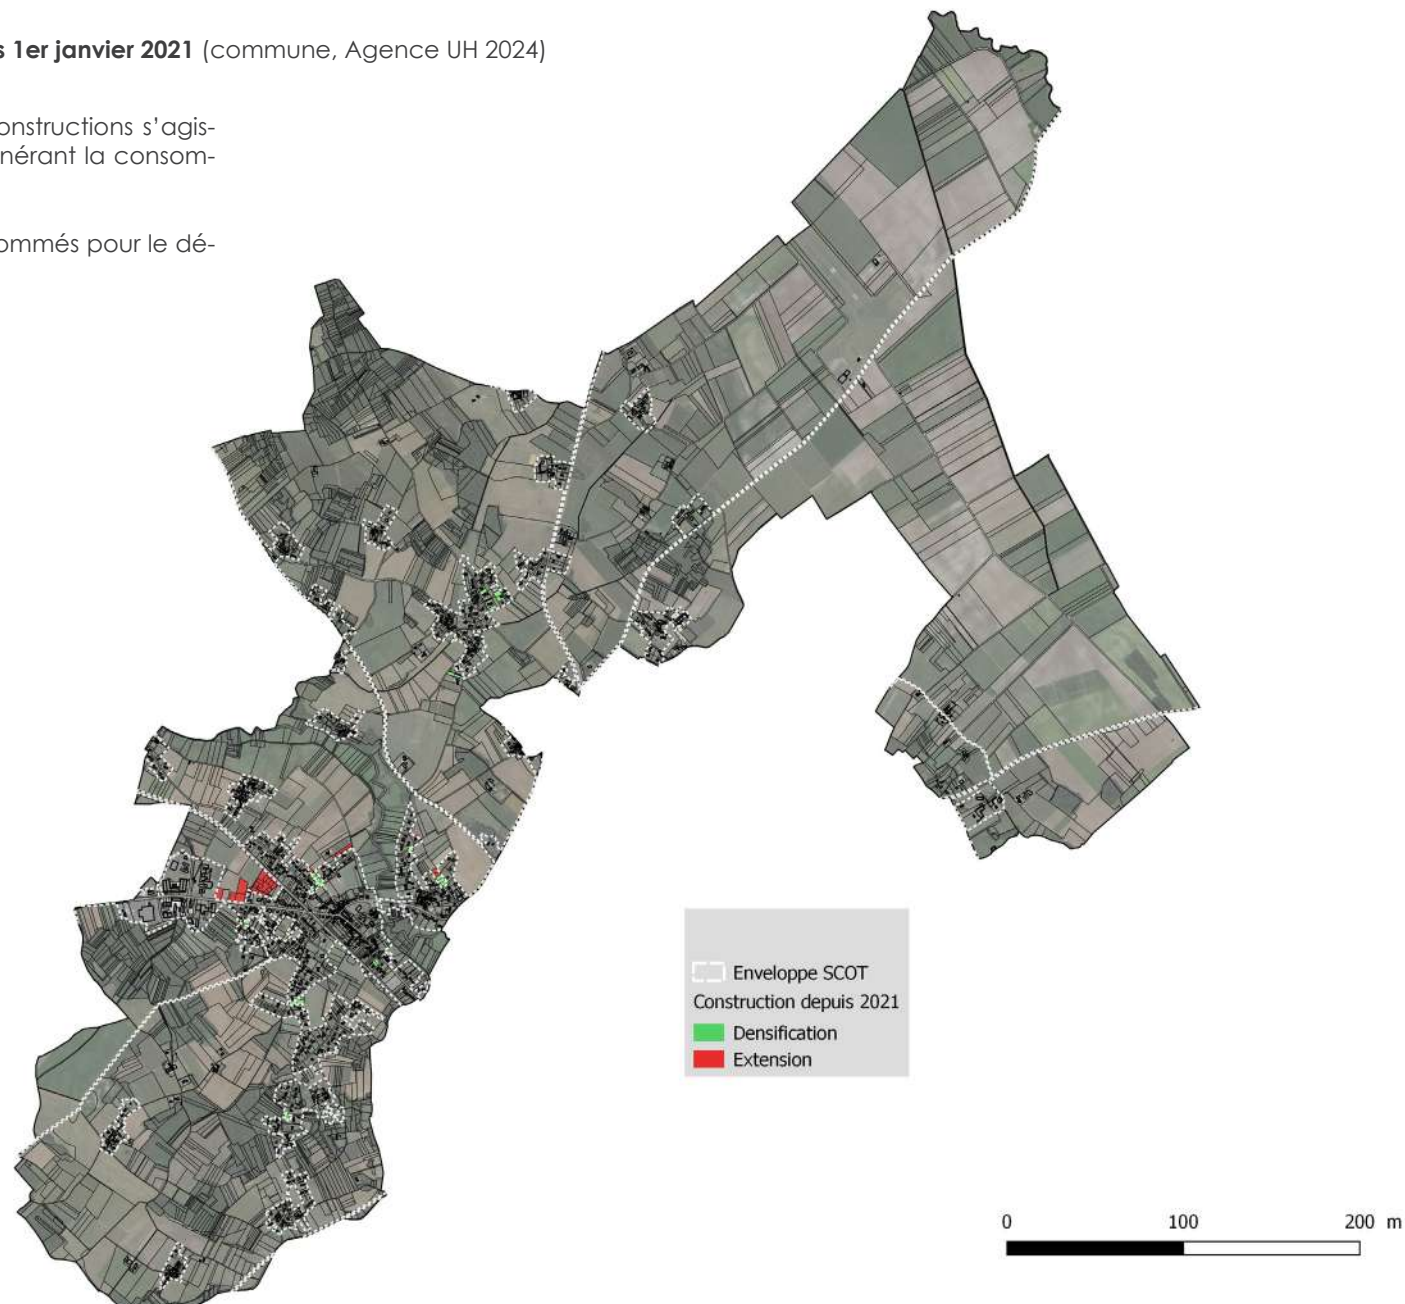 s 1er janvier 2021 (commune, Agence UH 2024)
onstructions s’agis-
nérant la consom-
ommés pour le dé-
Enveloppe SCOT
Construction depuis 2021
Densification
Extension
0 100 200 m